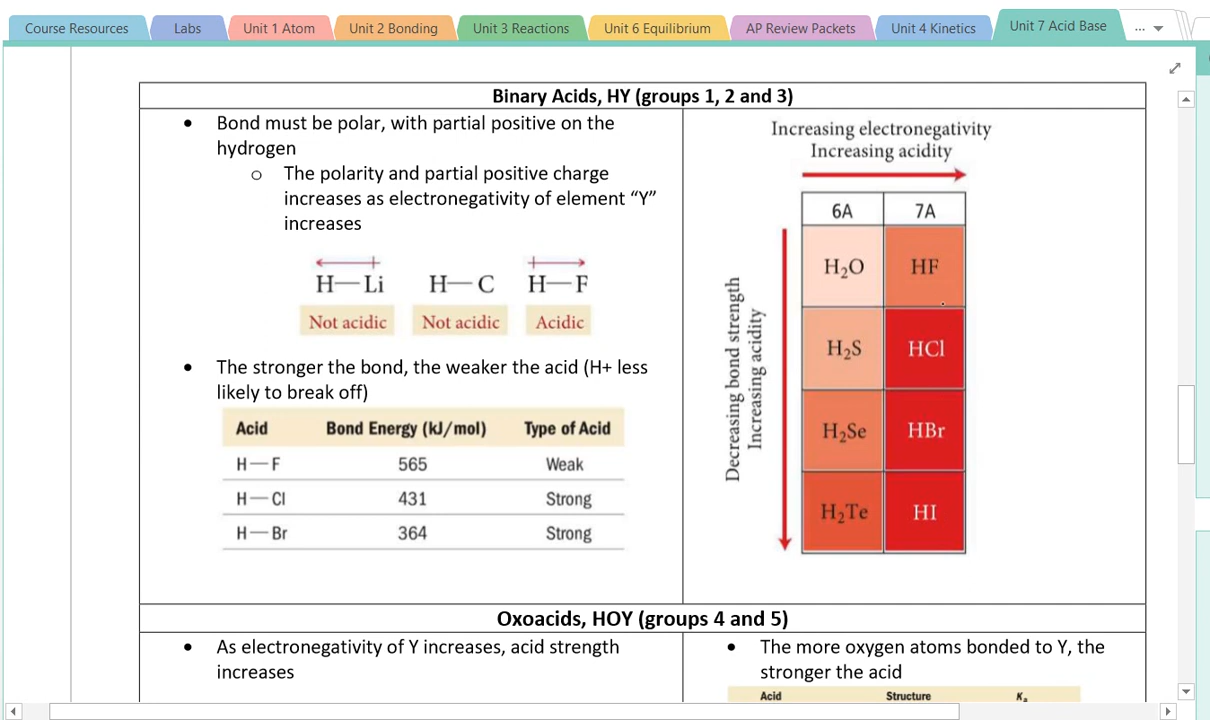 Course Resources
Labs
Unit 1 Atom
Unit 2 Bonding
Unit 3 Reactions
Unit 6 Equilibrium
AP Review Packets
Unit 4 Kinetics
Unit 7 Acid Base
...
Binary Acids, HY (groups 1, 2 and 3)
• Bond must be polar, with partial positive on the
hydrogen
o The polarity and partial positive charge
increases as electronegativity of element “Y”
increases
H—Li H—C H—F
Not acidic Not acidic Acidic
• The stronger the bond, the weaker the acid (H+ less
likely to break off)
Acid Bond Energy (kJ/mol) Type of Acid
H—F 565 Weak
H—Cl 431 Strong
H—Br 364 Strong
Increasing electronegativity
Increasing acidity
Decreasing bond strength
Increasing acidity
6A 7A
H₂O HF
H₂S HCl
H₂Se HBr
H₂Te HI
Oxoacids, HOY (groups 4 and 5)
• As electronegativity of Y increases, acid strength
increases
• The more oxygen atoms bonded to Y, the
stronger the acid
Acid Structure Kₐ